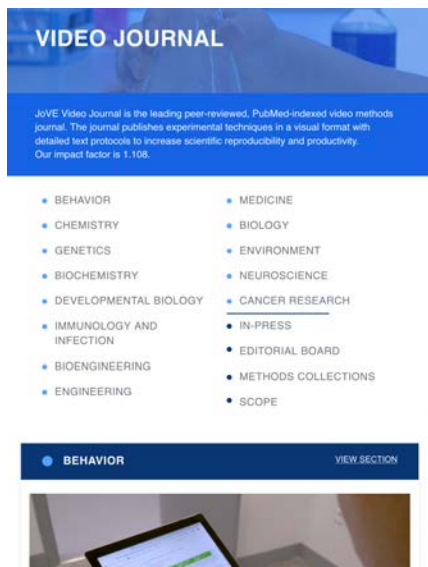 VIDEO JOURNAL
JoVE Video Journal is the leading peer-reviewed, PubMed-indexed video methods
journal. The journal publishes experimental techniques in a visual format with
detailed text protocols to increase scientific reproducibility and productivity.
Our impact factor is 1.108.
BEHAVIOR
CHEMISTRY
GENETICS
BIOCHEMISTRY
DEVELOPMENTAL BIOLOGY
IMMUNOLOGY AND
INFECTION
BIOENGINEERING
ENGINEERING
MEDICINE
BIOLOGY
ENVIRONMENT
NEUROSCIENCE
CANCER RESEARCH
IN-PRESS
EDITORIAL BOARD
METHODS COLLECTIONS
SCOPE
BEHAVIOR
VIEW SECTION